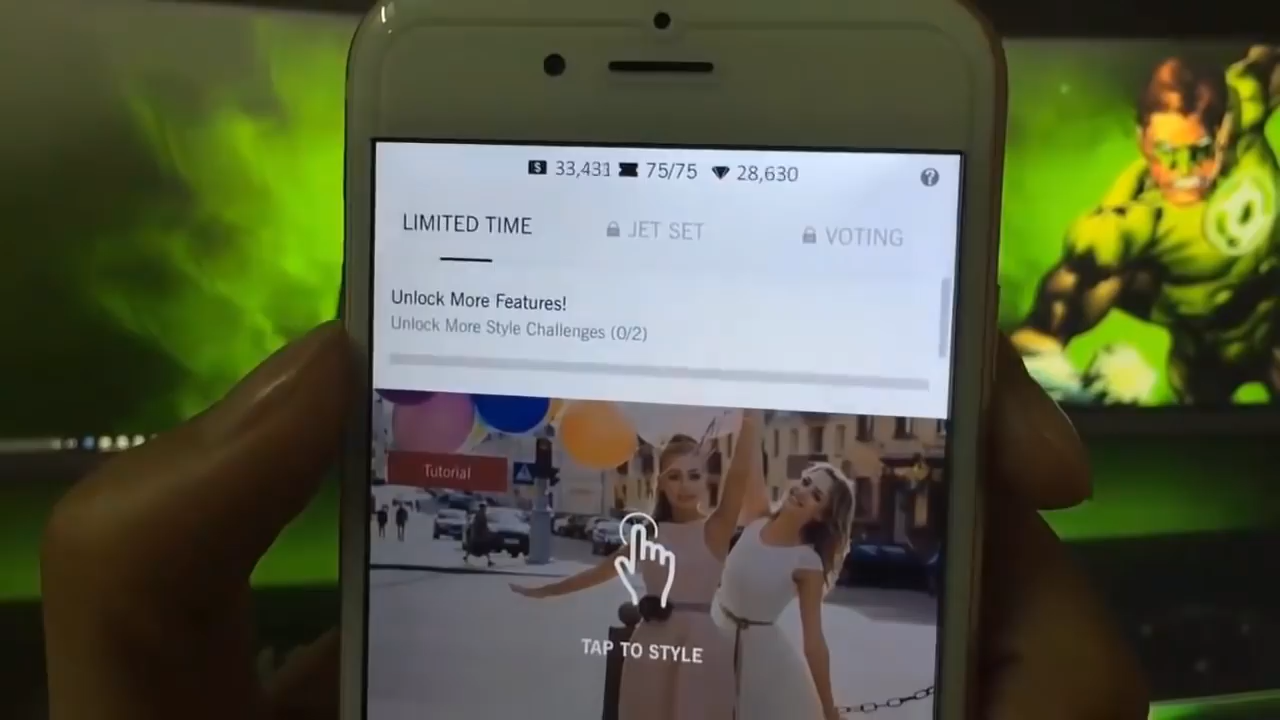 $ 33,431 75/75 28,630 ?
LIMITED TIME JET SET VOTING
Unlock More Features!
Unlock More Style Challenges (0/2)
Tutorial
TAP TO STYLE